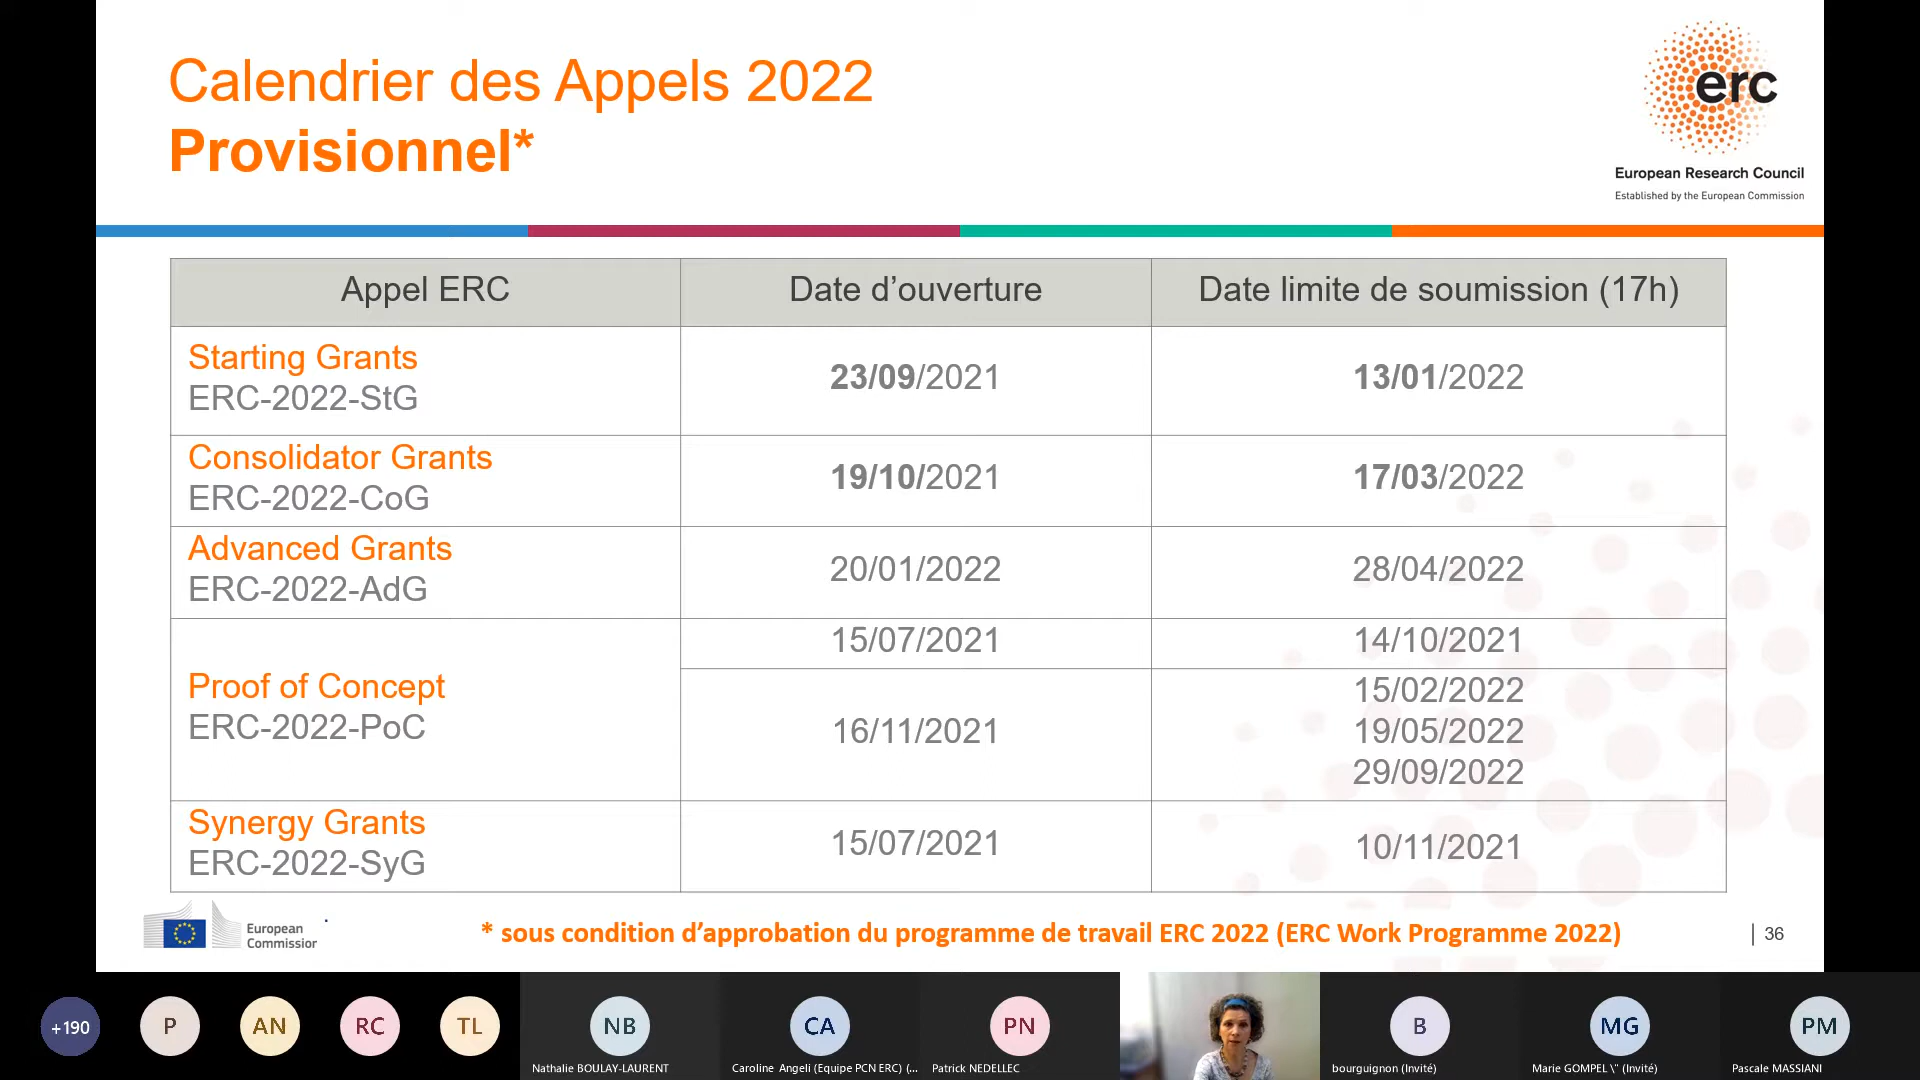 Calendrier des Appels 2022
Provisionnel*
erc
European Research Council
Established by the European Commission
Appel ERC
Date d’ouverture
Date limite de soumission (17h)
Starting Grants
ERC-2022-StG
23/09/2021
13/01/2022
Consolidator Grants
ERC-2022-CoG
19/10/2021
17/03/2022
Advanced Grants
ERC-2022-AdG
20/01/2022
28/04/2022
Proof of Concept
ERC-2022-PoC
15/07/2021
14/10/2021
16/11/2021
15/02/2022
19/05/2022
29/09/2022
Synergy Grants
ERC-2022-SyG
15/07/2021
10/11/2021
European
Commission
* sous condition d’approbation du programme de travail ERC 2022 (ERC Work Programme 2022)
| 36
+190
P
AN
RC
TL
NB
CA
PN
B
MG
PM
Nathalie BOULAY-LAURENT
Caroline Angeli (Equipe PCN ERC) (...
Patrick NEDELLEC
bourguignon (Invité)
Marie GOMPEL \" (Invité)
Pascale MASSIANI